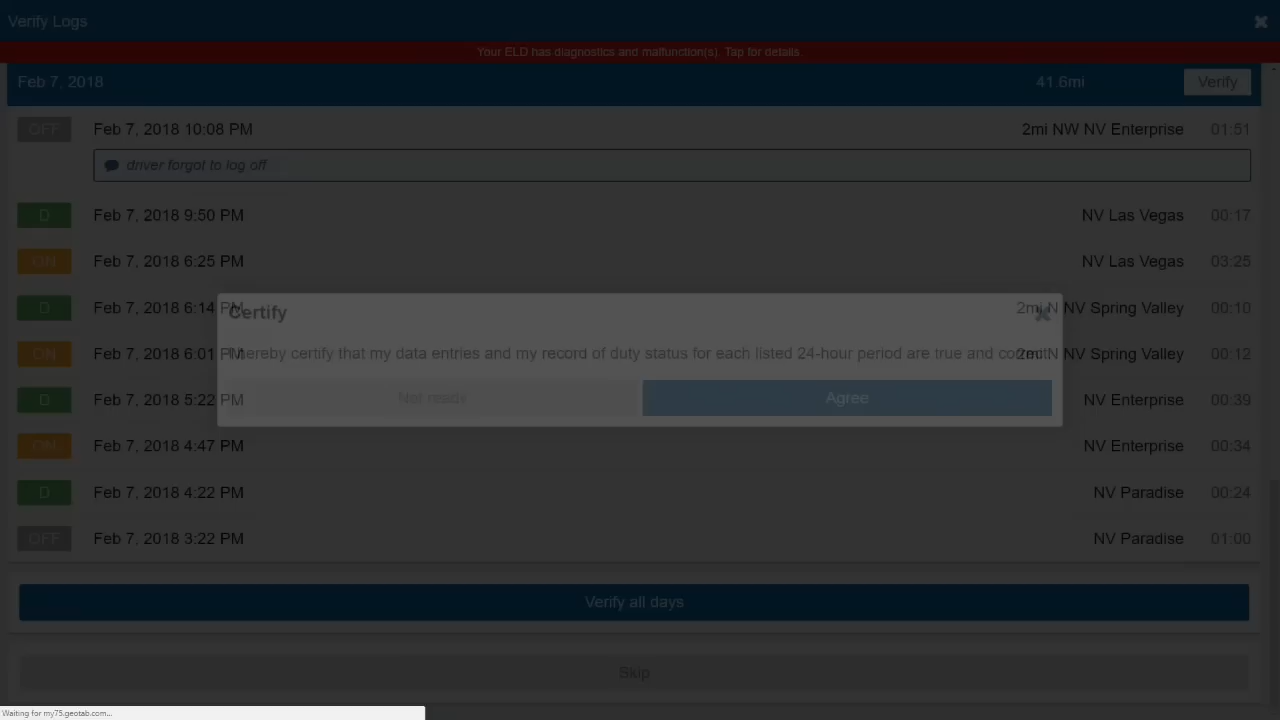 Verify Logs
Your ELD has diagnostics and malfunction(s). Tap for details.
Feb 7, 2018 41.6mi Verify
OFF Feb 7, 2018 10:08 PM 2mi NW NV Enterprise 01:51
driver forgot to log off
D Feb 7, 2018 9:50 PM NV Las Vegas 00:17
ON Feb 7, 2018 6:25 PM NV Las Vegas 03:25
D Feb 7, 2018 6:14 PM 2mi N NV Spring Valley 00:10
Certify
ON Feb 7, 2018 6:01 PM 2mi N NV Spring Valley 00:12
I hereby certify that my data entries and my record of duty status for each listed 24-hour period are true and correct.
D Feb 7, 2018 5:22 PM NV Enterprise 00:39
Not ready Agree
ON Feb 7, 2018 4:47 PM NV Enterprise 00:34
D Feb 7, 2018 4:22 PM NV Paradise 00:24
OFF Feb 7, 2018 3:22 PM NV Paradise 01:00
Verify all days
Skip
Waiting for my75.geotab.com...